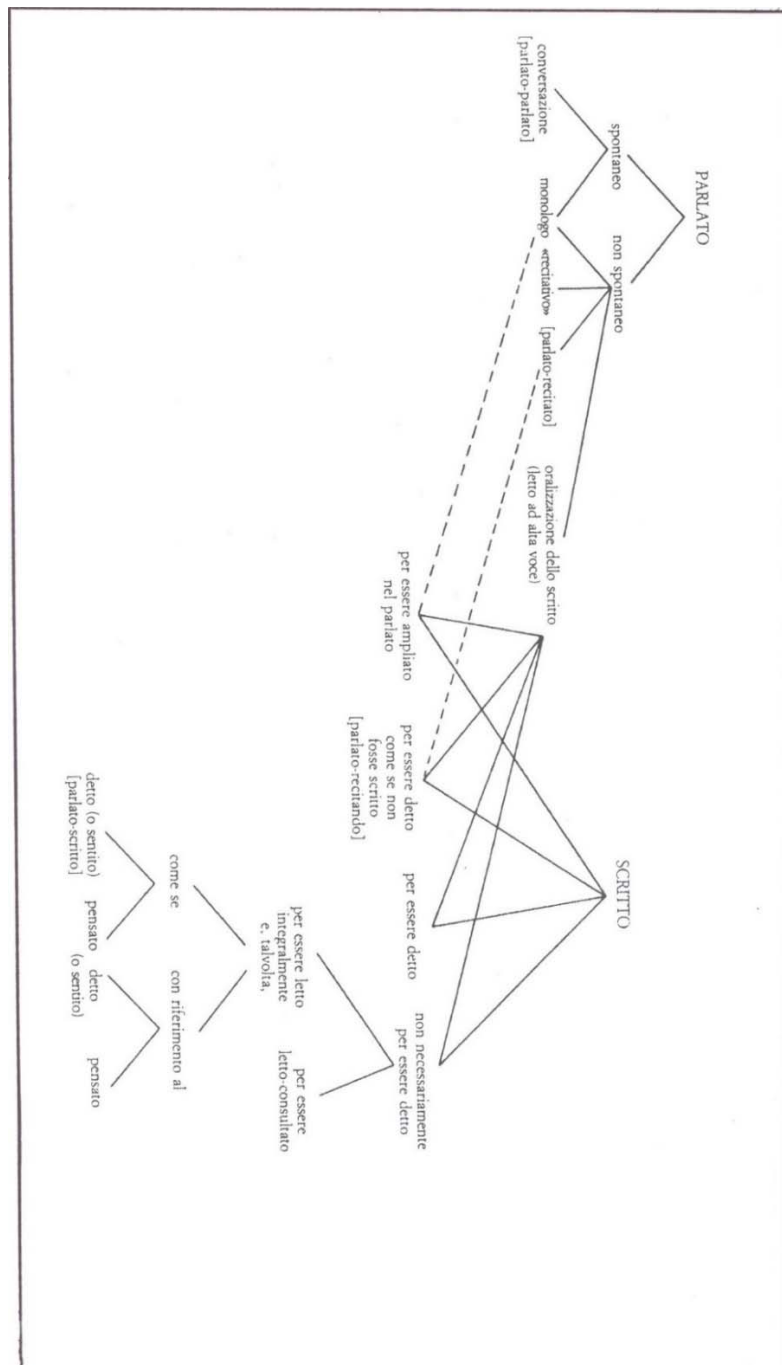 PARLATO
spontaneo
non spontaneo
conversazione
[parlato-parlato]
monologo
«recitativo»
[parlato-recitato]
oralizzazione dello scritto
(letto ad alta voce)
SCRITTO
per essere ampliato
nel parlato
per essere detto
come se non
fosse scritto
[parlato-recitando]
per essere detto
non necessariamente
per essere detto
per essere letto
integralmente
e, talvolta,
per essere
letto-consultato
come se
con riferimento al
detto (o sentito)
[parlato-scritto]
pensato
detto
(o sentito)
pensato